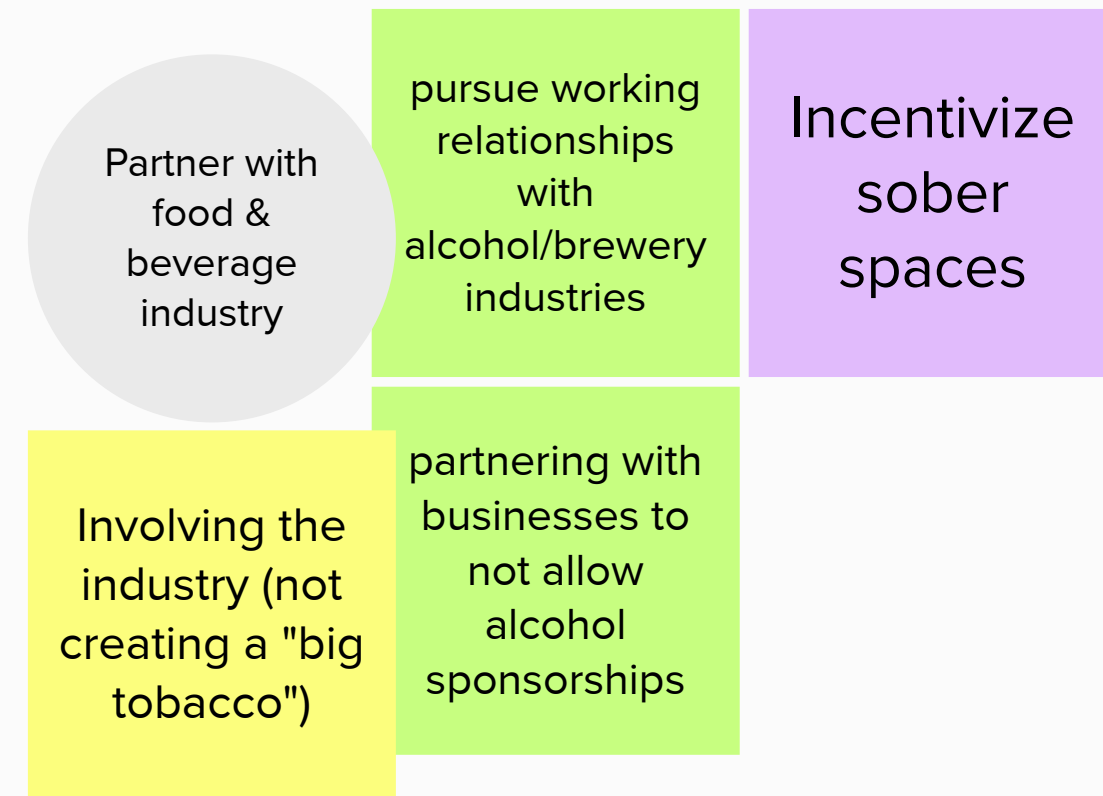 Partner with
food &
beverage
industry
pursue working
relationships
with
alcohol/brewery
industries
Incentivize
sober
spaces
Involving the
industry (not
creating a "big
tobacco")
partnering with
businesses to
not allow
alcohol
sponsorships